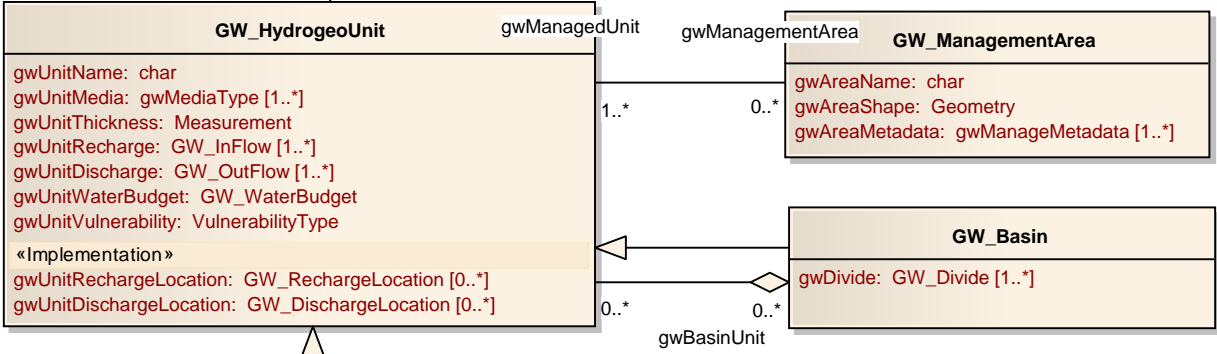 GW_HydrogeoUnit
gwUnitName: char
gwUnitMedia: gwMediaType [1..*]
gwUnitThickness: Measurement
gwUnitRecharge: GW_InFlow [1..*]
gwUnitDischarge: GW_OutFlow [1..*]
gwUnitWaterBudget: GW_WaterBudget
gwUnitVulnerability: VulnerabilityType
«Implementation»
gwUnitRechargeLocation: GW_RechargeLocation [0..*]
gwUnitDischargeLocation: GW_DischargeLocation [0..*]
gwManagedUnit
gwManagementArea
1..*
0..*
GW_ManagementArea
gwAreaName: char
gwAreaShape: Geometry
gwAreaMetadata: gwManageMetadata [1..*]
GW_Basin
gwDivide: GW_Divide [1..*]
0..*
0..*
gwBasinUnit